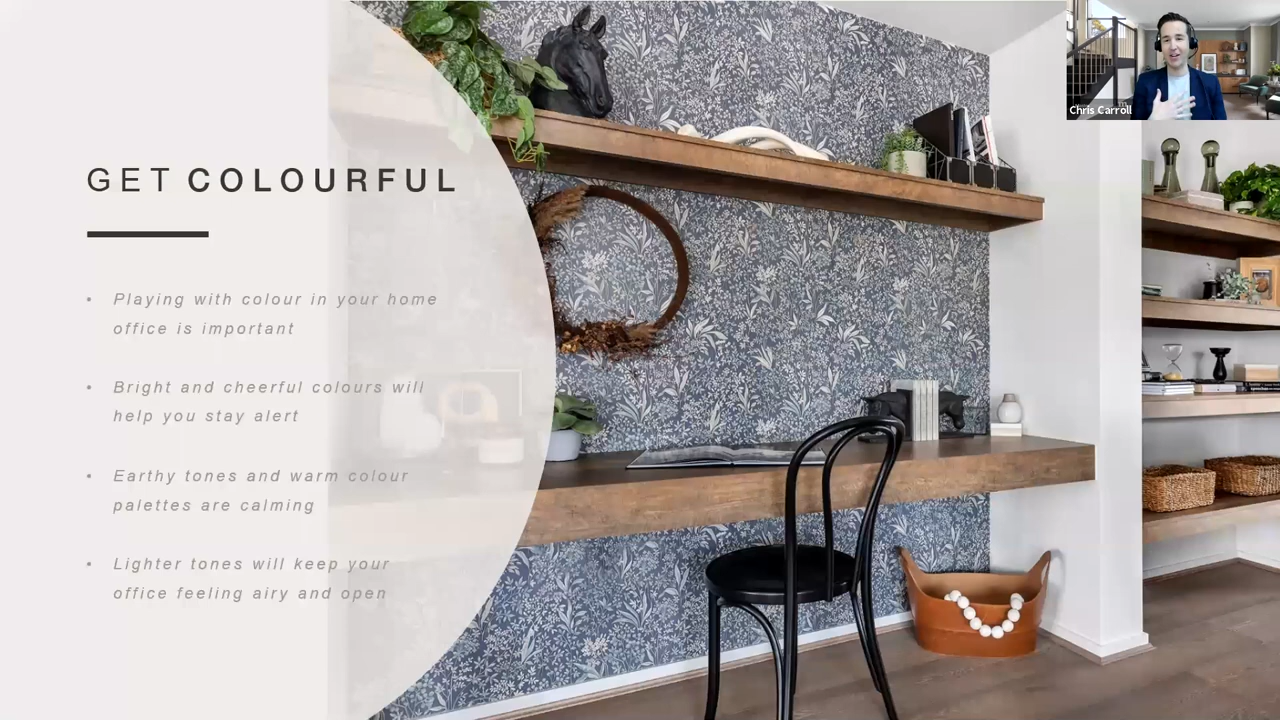 Chris Carroll
GET COLOURFUL
• Playing with colour in your home
office is important
• Bright and cheerful colours will
help you stay alert
• Earthy tones and warm colour
palettes are calming
• Lighter tones will keep your
office feeling airy and open